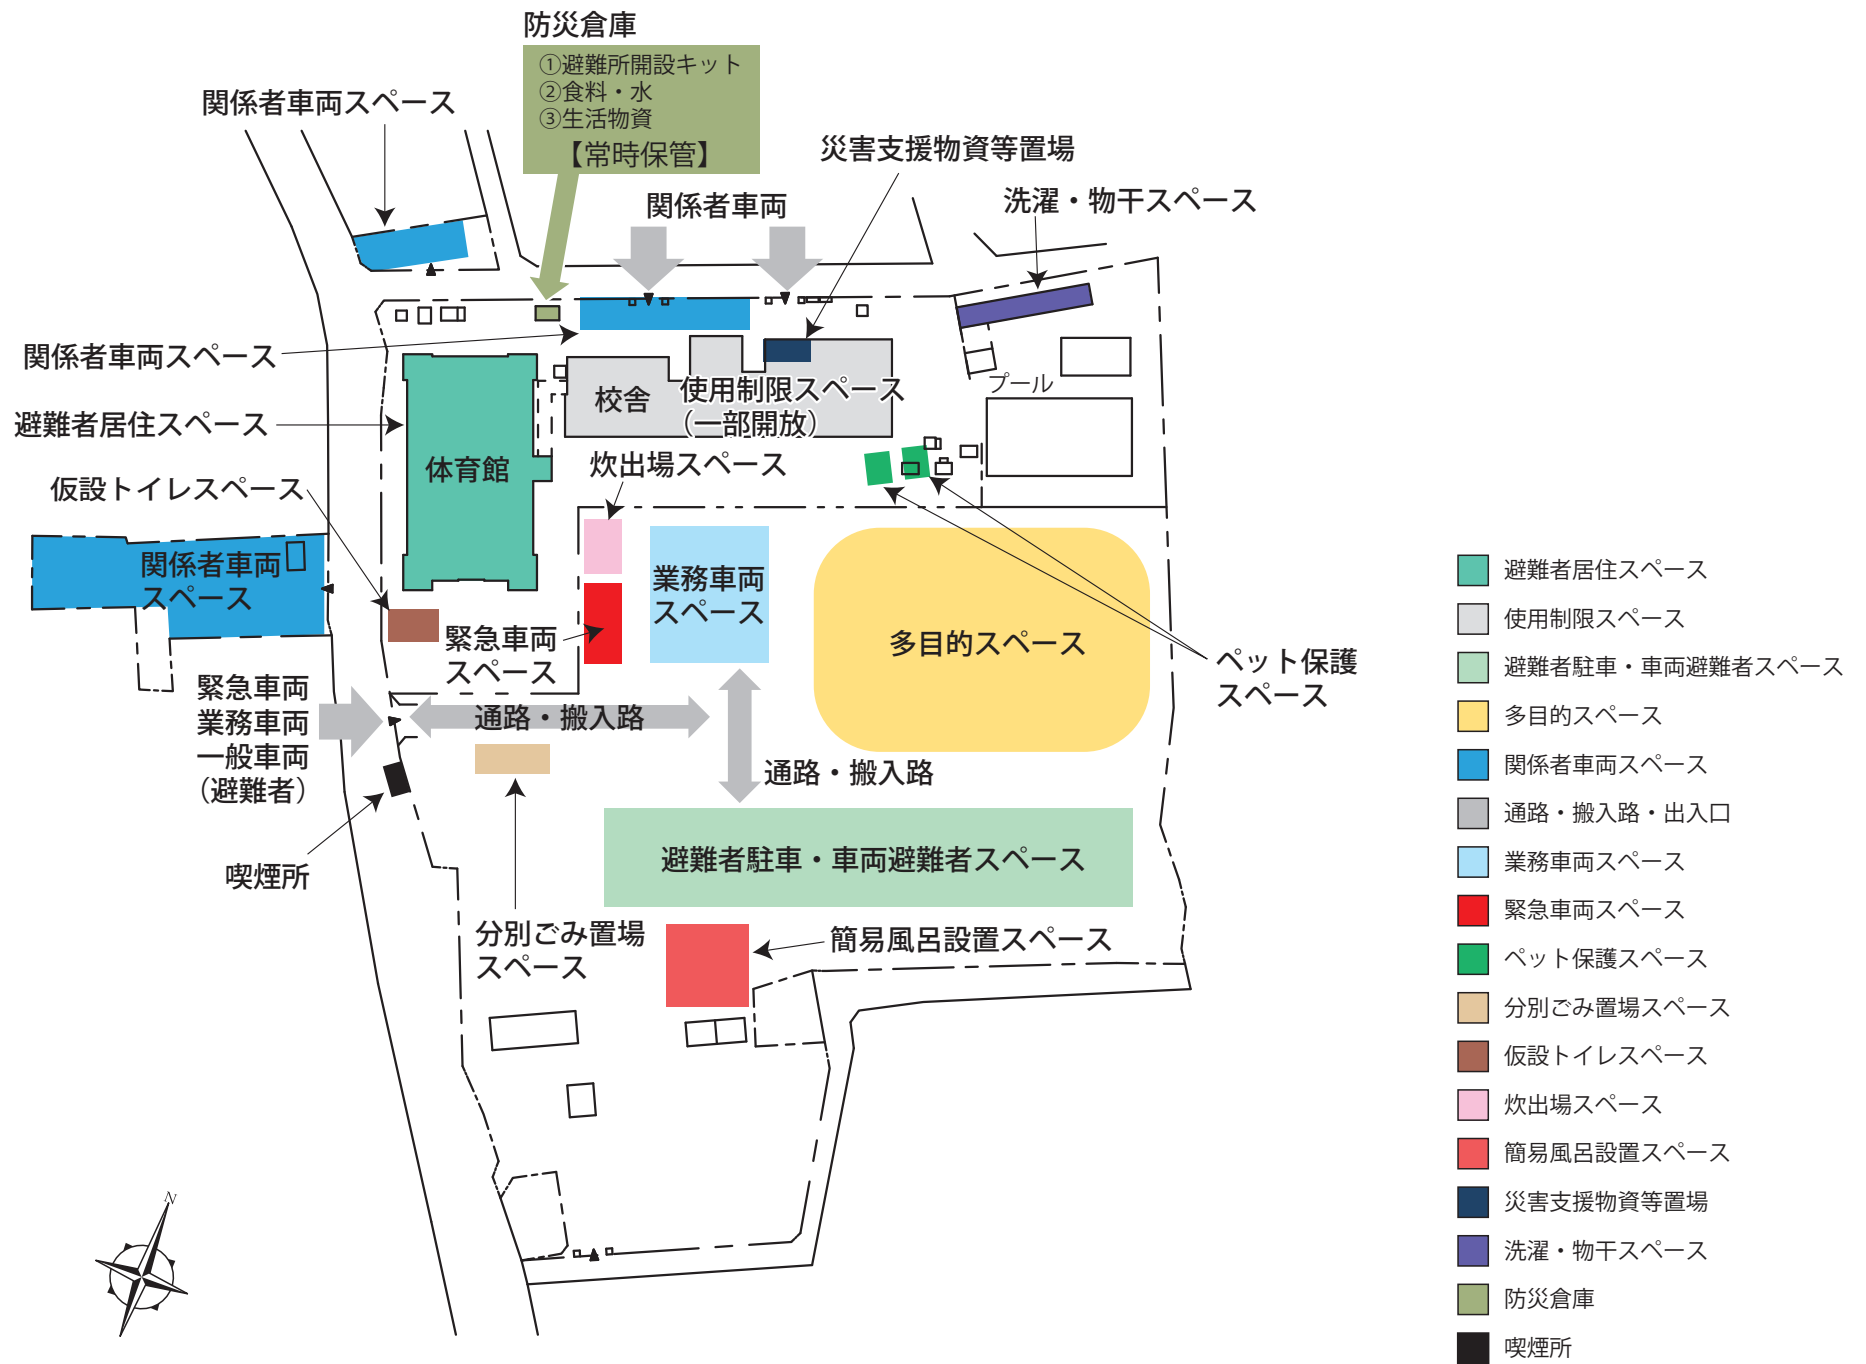 防災倉庫
①避難所開設キット
②食料・水
③生活物資
【常時保管】
関係者車両スペース
災害支援物資等置場
関係者車両
洗濯・物干スペース
関係者車両スペース
避難者居住スペース
校舎
使用制限スペース
（一部開放）
プール
体育館
炊出場スペース
仮設トイレスペース
関係者車両
スペース
業務車両
スペース
緊急車両
スペース
多目的スペース
ペット保護
スペース
緊急車両
業務車両
一般車両
（避難者）
通路・搬入路
通路・搬入路
喫煙所
避難者駐車・車両避難者スペース
分別ごみ置場
スペース
簡易風呂設置スペース
N
避難者居住スペース
使用制限スペース
避難者駐車・車両避難者スペース
多目的スペース
関係者車両スペース
通路・搬入路・出入口
業務車両スペース
緊急車両スペース
ペット保護スペース
分別ごみ置場スペース
仮設トイレスペース
炊出場スペース
簡易風呂設置スペース
災害支援物資等置場
洗濯・物干スペース
防災倉庫
喫煙所